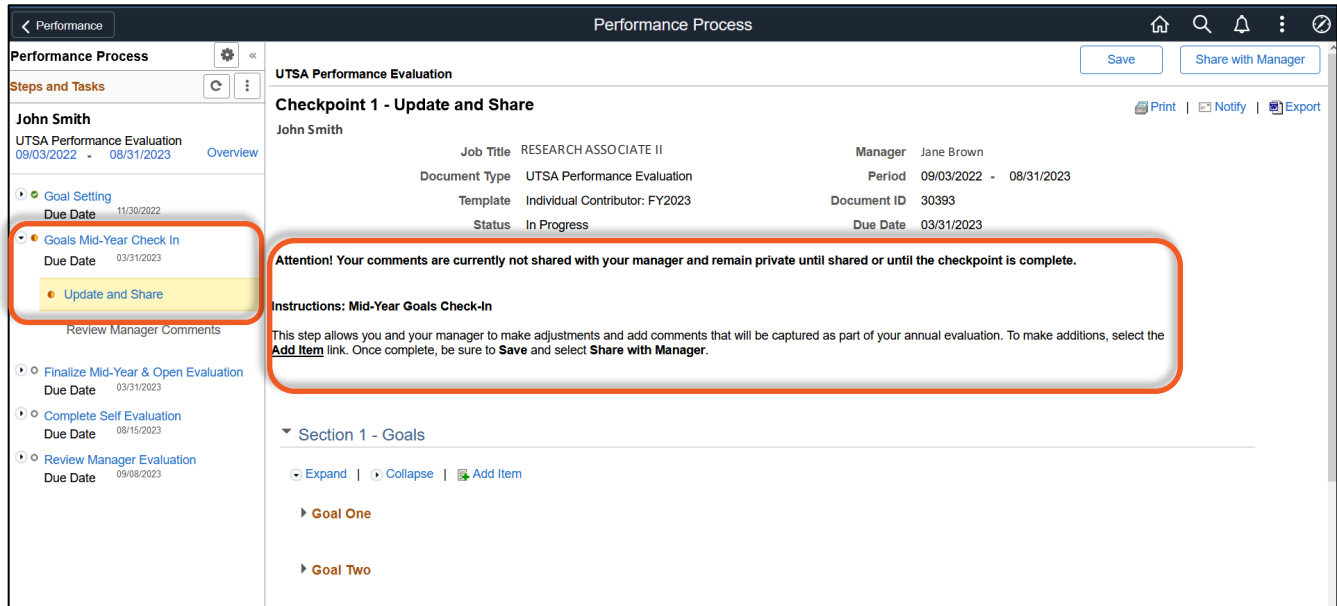 Performance
Performance Process
Performance Process
«
Steps and Tasks
John Smith
UTSA Performance Evaluation
09/03/2022 - 08/31/2023 Overview
Goal Setting
Due Date 11/30/2022
Goals Mid-Year Check In
Due Date 03/31/2023
Update and Share
Review Manager Comments
Finalize Mid-Year & Open Evaluation
Due Date 03/31/2023
Complete Self Evaluation
Due Date 08/15/2023
Review Manager Evaluation
Due Date 09/08/2023
Save
Share with Manager
UTSA Performance Evaluation
Checkpoint 1 - Update and Share
Print | Notify | Export
John Smith
Job Title RESEARCH ASSOCIATE II Manager Jane Brown
Document Type UTSA Performance Evaluation Period 09/03/2022 - 08/31/2023
Template Individual Contributor: FY2023 Document ID 30393
Status In Progress Due Date 03/31/2023
Attention! Your comments are currently not shared with your manager and remain private until shared or until the checkpoint is complete.
Instructions: Mid-Year Goals Check-In
This step allows you and your manager to make adjustments and add comments that will be captured as part of your annual evaluation. To make additions, select the
Add Item link. Once complete, be sure to Save and select Share with Manager.
Section 1 - Goals
Expand | Collapse | Add Item
Goal One
Goal Two